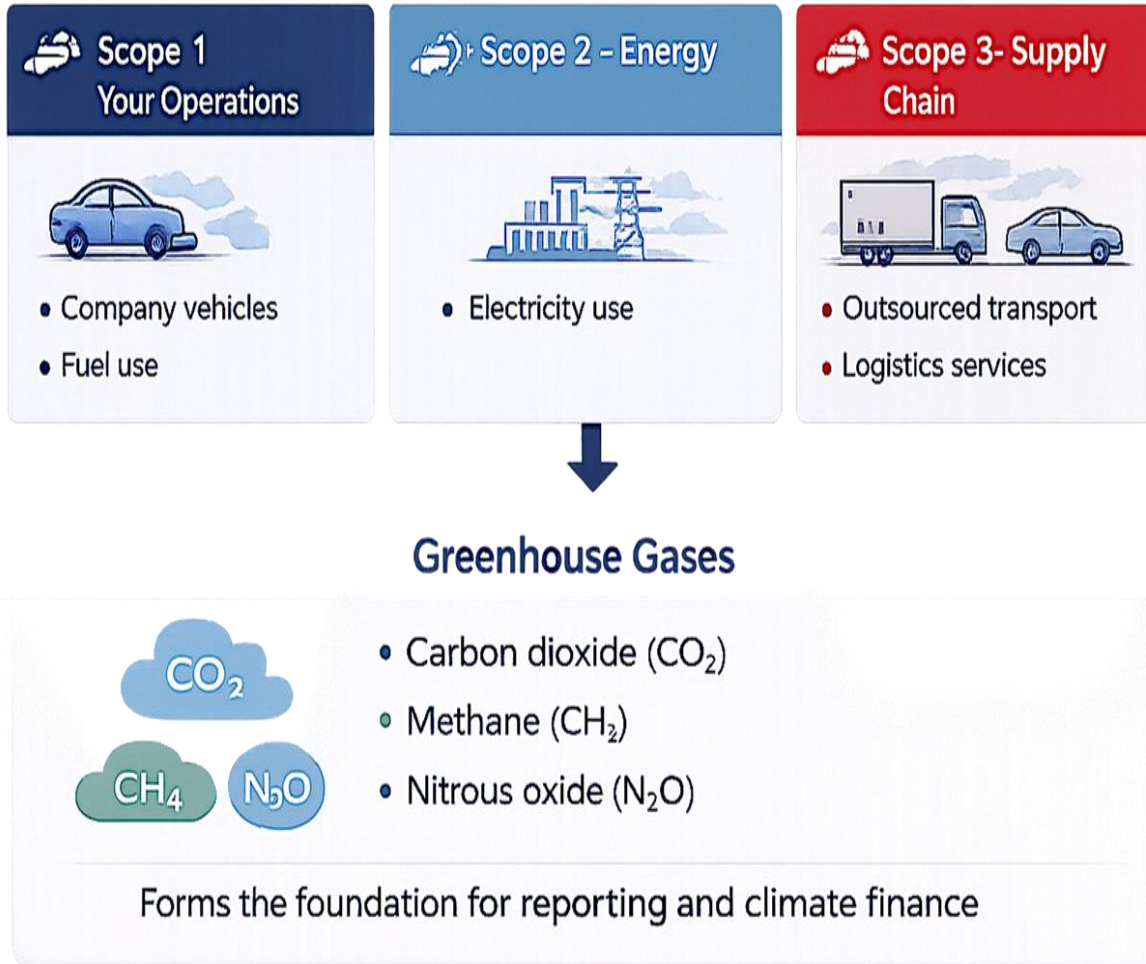 Scope 1
Your Operations
Scope 2 – Energy
Scope 3- Supply
Chain
• Company vehicles
• Fuel use
• Electricity use
• Outsourced transport
• Logistics services
Greenhouse Gases
CO₂
CH₄
N₂O
• Carbon dioxide (CO₂)
• Methane (CH₂)
• Nitrous oxide (N₂O)
Forms the foundation for reporting and climate finance